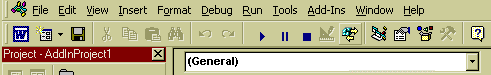 File Edit View Insert Format Debug Run Tools Add-Ins Window Help
Project - AddInProject1
(General)